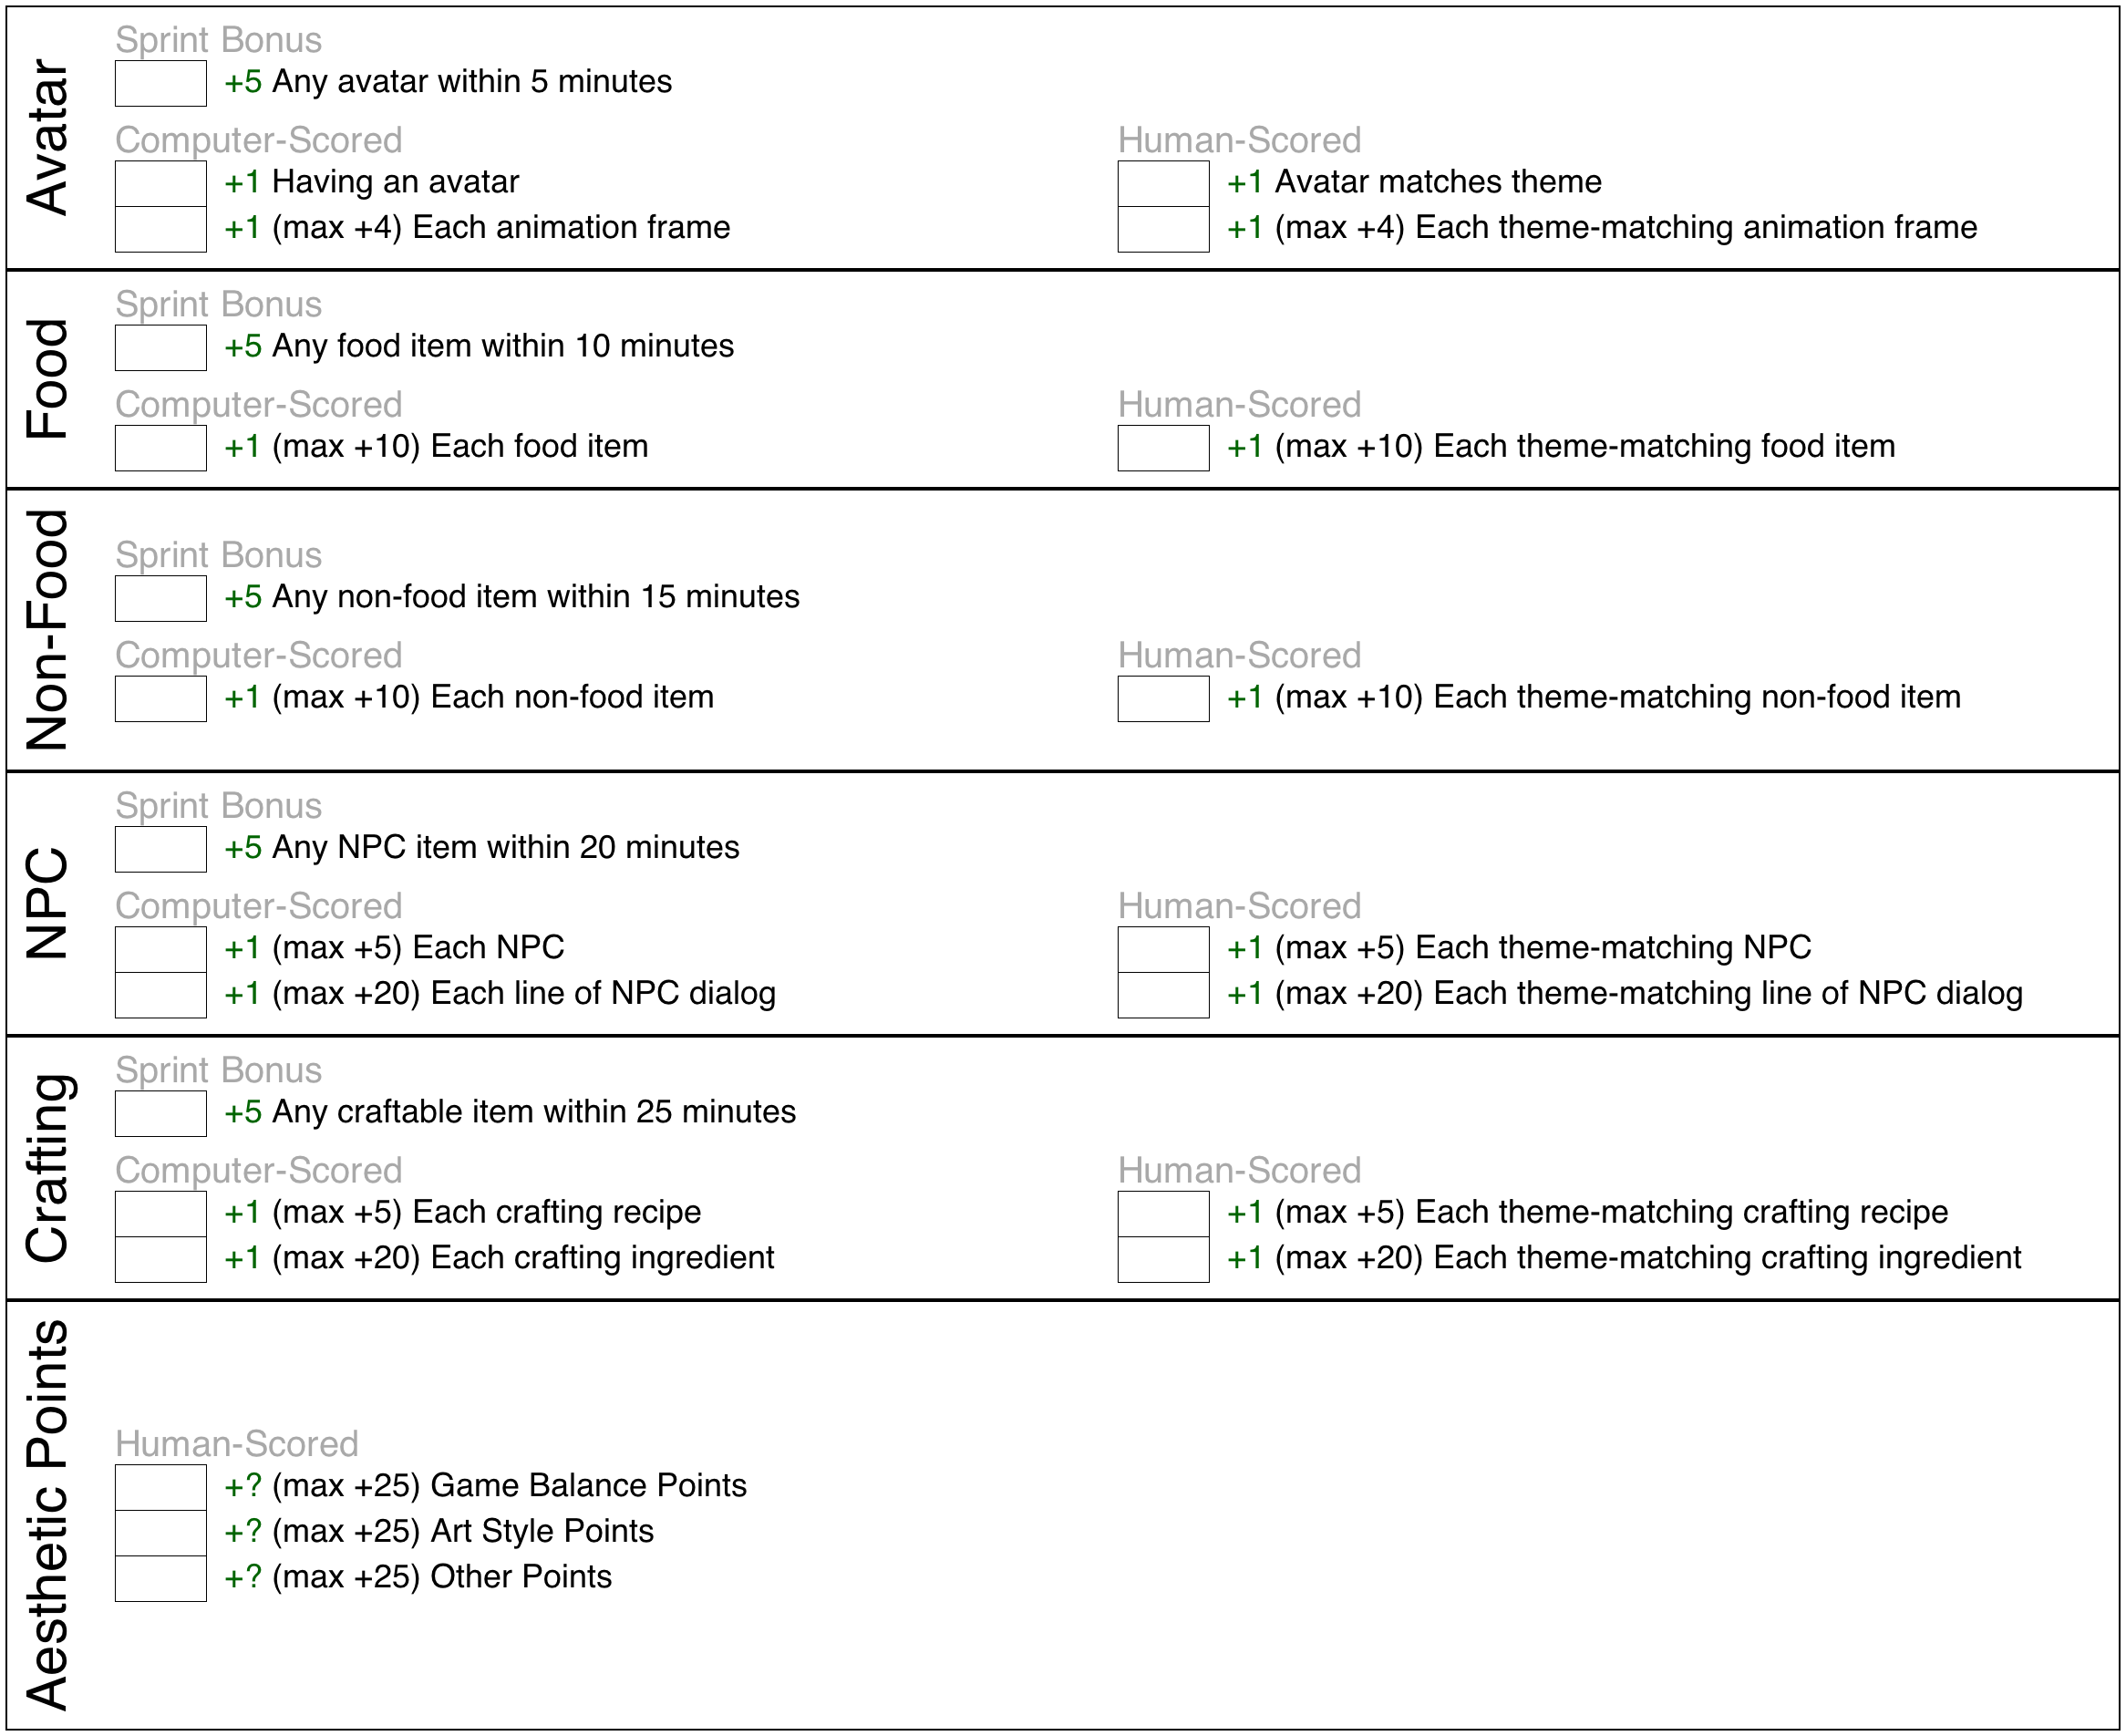 Avatar
Sprint Bonus
+5 Any avatar within 5 minutes
Computer-Scored
+1 Having an avatar
+1 (max +4) Each animation frame
Human-Scored
+1 Avatar matches theme
+1 (max +4) Each theme-matching animation frame
Food
Sprint Bonus
+5 Any food item within 10 minutes
Computer-Scored
+1 (max +10) Each food item
Human-Scored
+1 (max +10) Each theme-matching food item
Non-Food
Sprint Bonus
+5 Any non-food item within 15 minutes
Computer-Scored
+1 (max +10) Each non-food item
Human-Scored
+1 (max +10) Each theme-matching non-food item
NPC
Sprint Bonus
+5 Any NPC item within 20 minutes
Computer-Scored
+1 (max +5) Each NPC
+1 (max +20) Each line of NPC dialog
Human-Scored
+1 (max +5) Each theme-matching NPC
+1 (max +20) Each theme-matching line of NPC dialog
Crafting
Sprint Bonus
+5 Any craftable item within 25 minutes
Computer-Scored
+1 (max +5) Each crafting recipe
+1 (max +20) Each crafting ingredient
Human-Scored
+1 (max +5) Each theme-matching crafting recipe
+1 (max +20) Each theme-matching crafting ingredient
Aesthetic Points
Human-Scored
+? (max +25) Game Balance Points
+? (max +25) Art Style Points
+? (max +25) Other Points